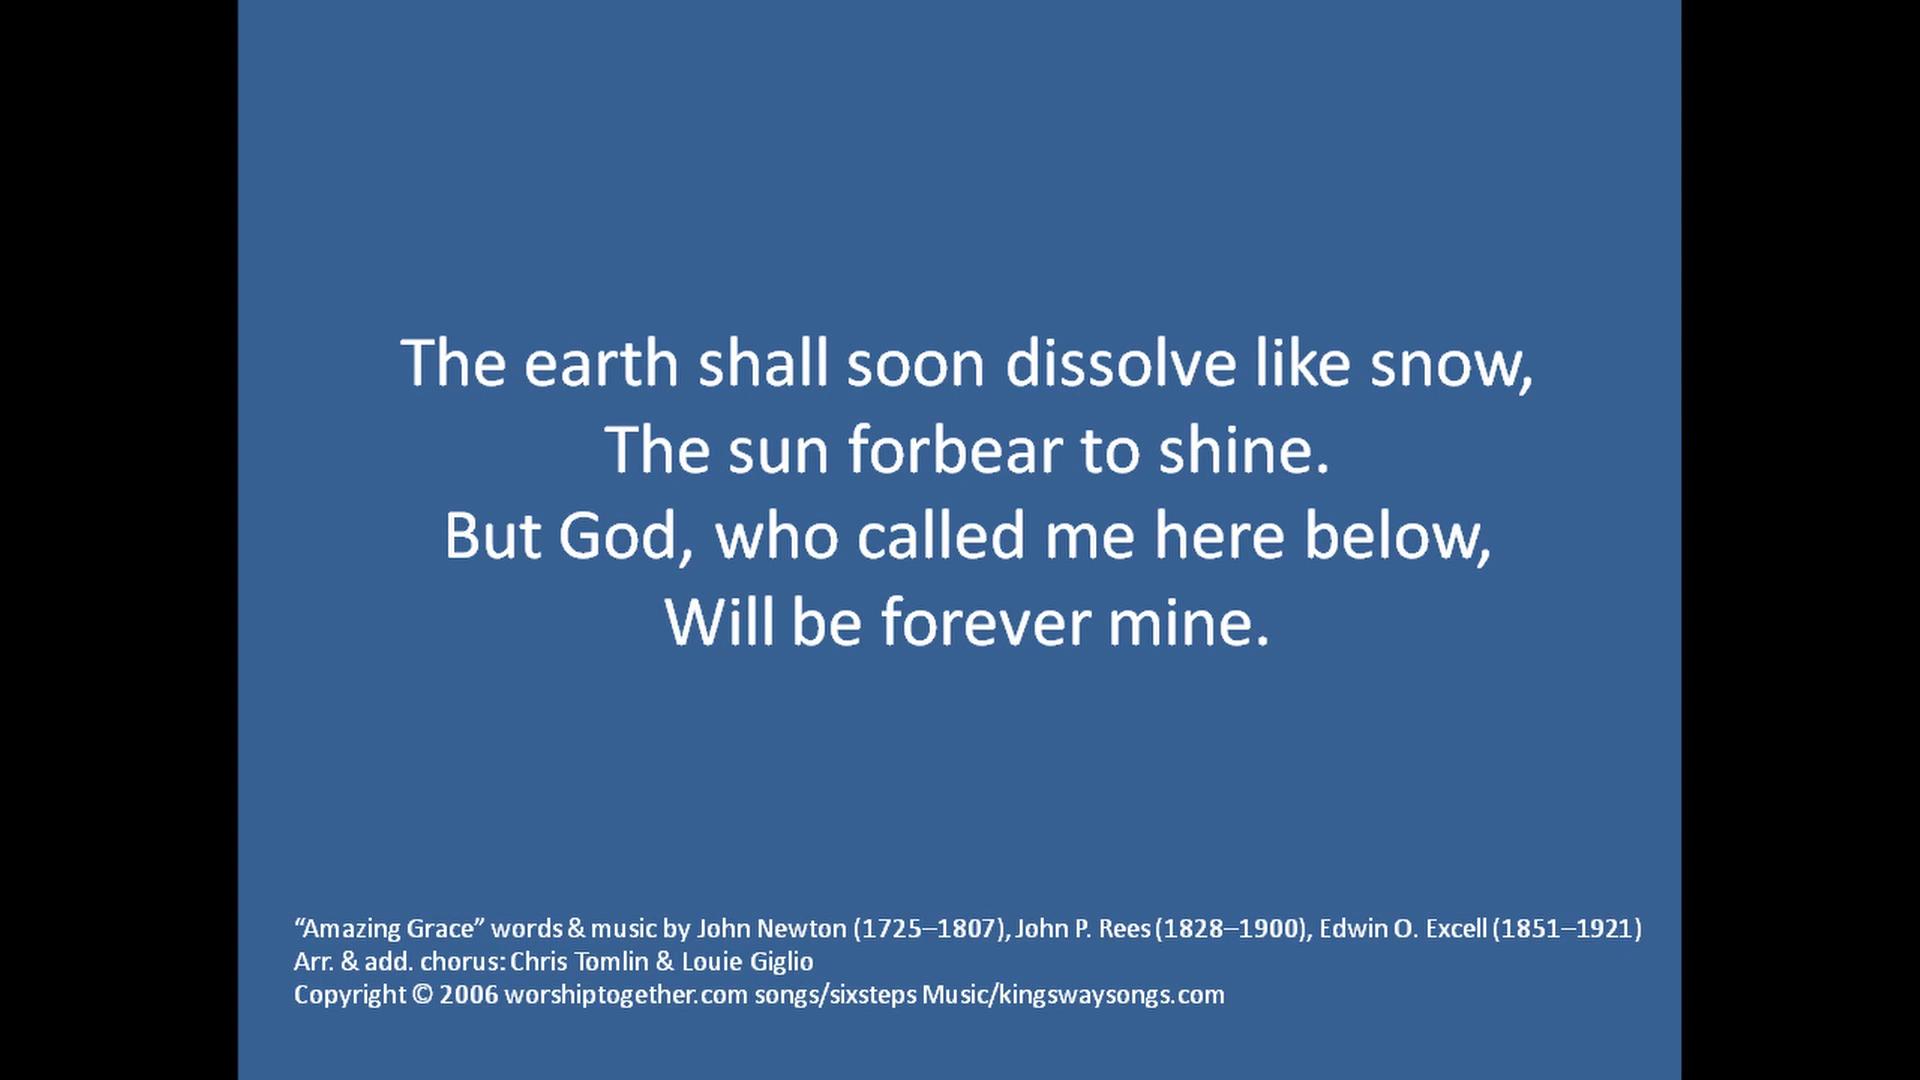 The earth shall soon dissolve like snow,
The sun forbear to shine.
But God, who called me here below,
Will be forever mine.
“Amazing Grace” words & music by John Newton (1725–1807), John P. Rees (1828–1900), Edwin O. Excell (1851–1921)
Arr. & add. chorus: Chris Tomlin & Louie Giglio
Copyright © 2006 worshiptogether.com songs/sixsteps Music/kingswaysongs.com